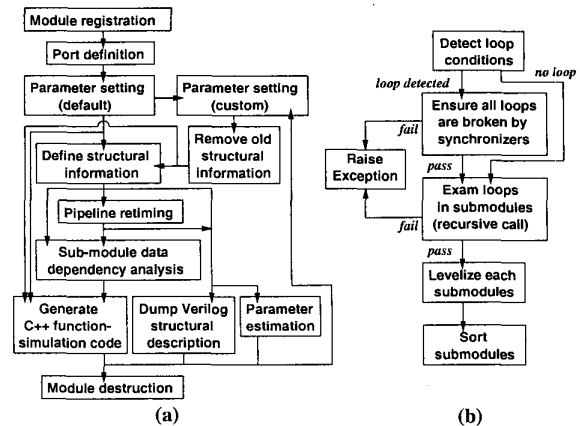 Module registration
Port definition
Parameter setting
(default)
Parameter setting
(custom)
Remove old
structural
information
Define structural
information
Pipeline retiming
Sub-module data
dependency analysis
Generate
C++ function-
simulation code
Dump Verilog
structural
description
Parameter
estimation
Module destruction
(a)
Detect loop
conditions
loop detected
no loop
Ensure all loops
are broken by
synchronizers
fail
Raise
Exception
pass
Exam loops
in submodules
(recursive call)
fail
pass
Levelize each
submodules
Sort
submodules
(b)